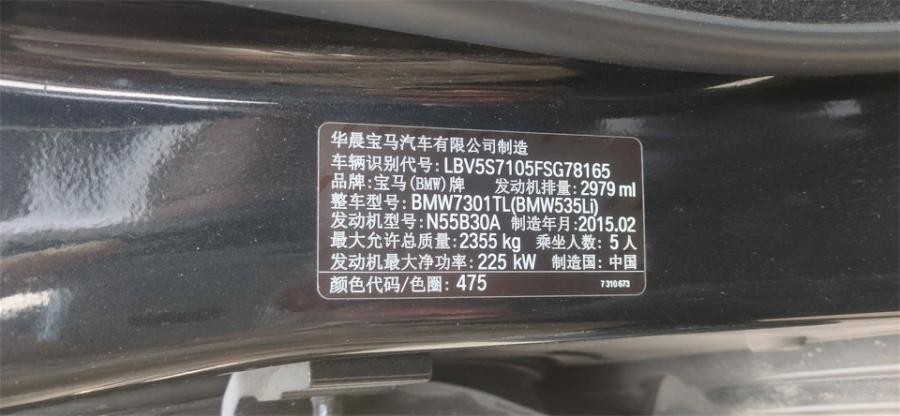 华晨宝马汽车有限公司制造
车辆识别代号: LBV5S7105FSG78165
品牌: 宝马(BMW)牌 发动机排量: 2979 ml
整车型号: BMW7301TL(BMW535Li)
发动机型号: N55B30A 制造年月: 2015.02
最大允许总质量: 2355 kg 乘坐人数: 5 人
发动机最大净功率: 225 kW 制造国: 中国
颜色代码/色圈: 475 7 310 673